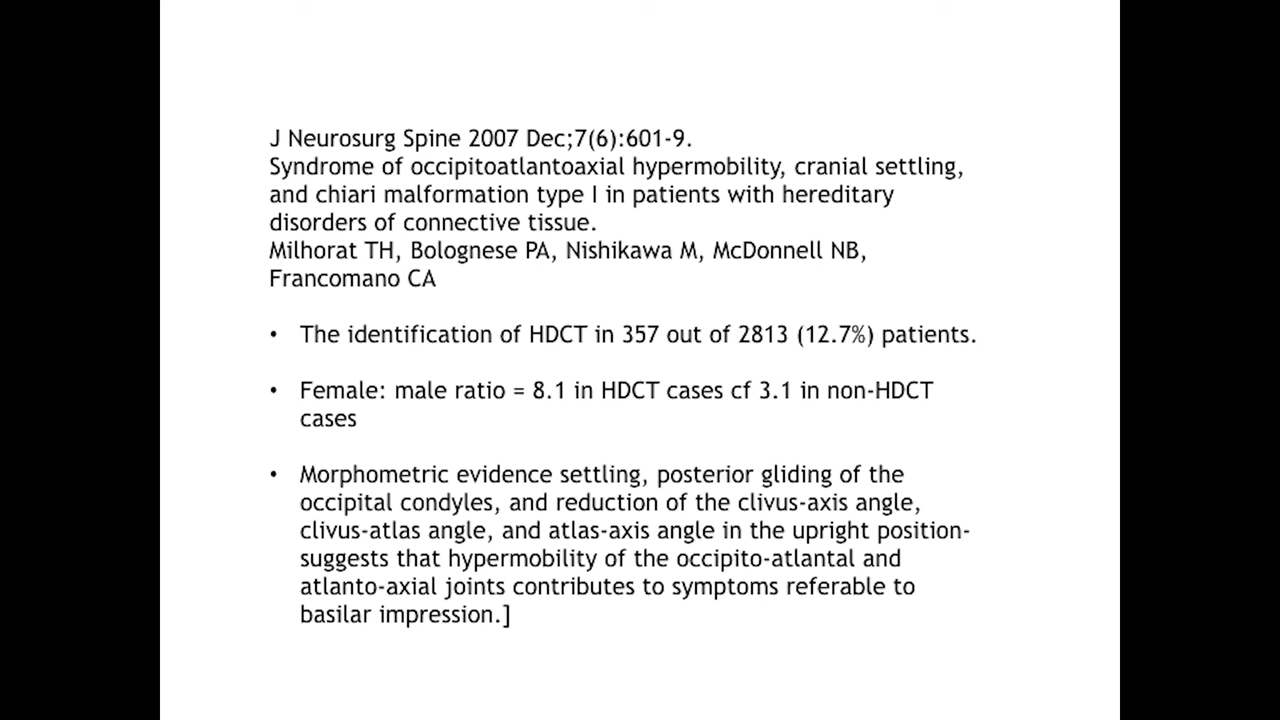 J Neurosurg Spine 2007 Dec;7(6):601-9.
Syndrome of occipitoatlantoaxial hypermobility, cranial settling,
and chiari malformation type I in patients with hereditary
disorders of connective tissue.
Milhorat TH, Bolognese PA, Nishikawa M, McDonnell NB,
Francomano CA
• The identification of HDCT in 357 out of 2813 (12.7%) patients.
• Female: male ratio = 8.1 in HDCT cases cf 3.1 in non-HDCT
cases
• Morphometric evidence settling, posterior gliding of the
occipital condyles, and reduction of the clivus-axis angle,
clivus-atlas angle, and atlas-axis angle in the upright position-
suggests that hypermobility of the occipito-atlantal and
atlanto-axial joints contributes to symptoms referable to
basilar impression.]